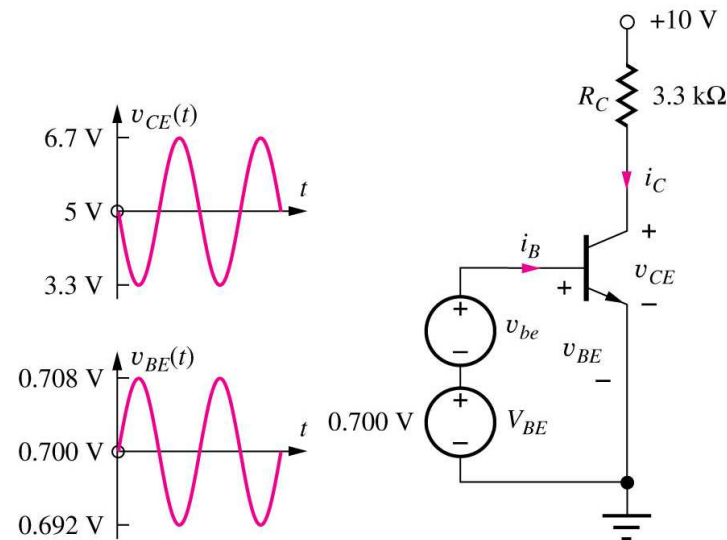 v_CE(t)
6.7 V
t
5 V
3.3 V
v_BE(t)
0.708 V
t
0.700 V
0.692 V
+10 V
R_C 3.3 kΩ
i_C
+
i_B
v_CE
+
−
+
v_be
−
v_BE
−
+
0.700 V V_BE
−